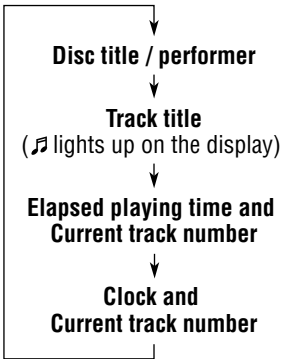 Disc title / performer
Track title
(♫ lights up on the display)
Elapsed playing time and
Current track number
Clock and
Current track number